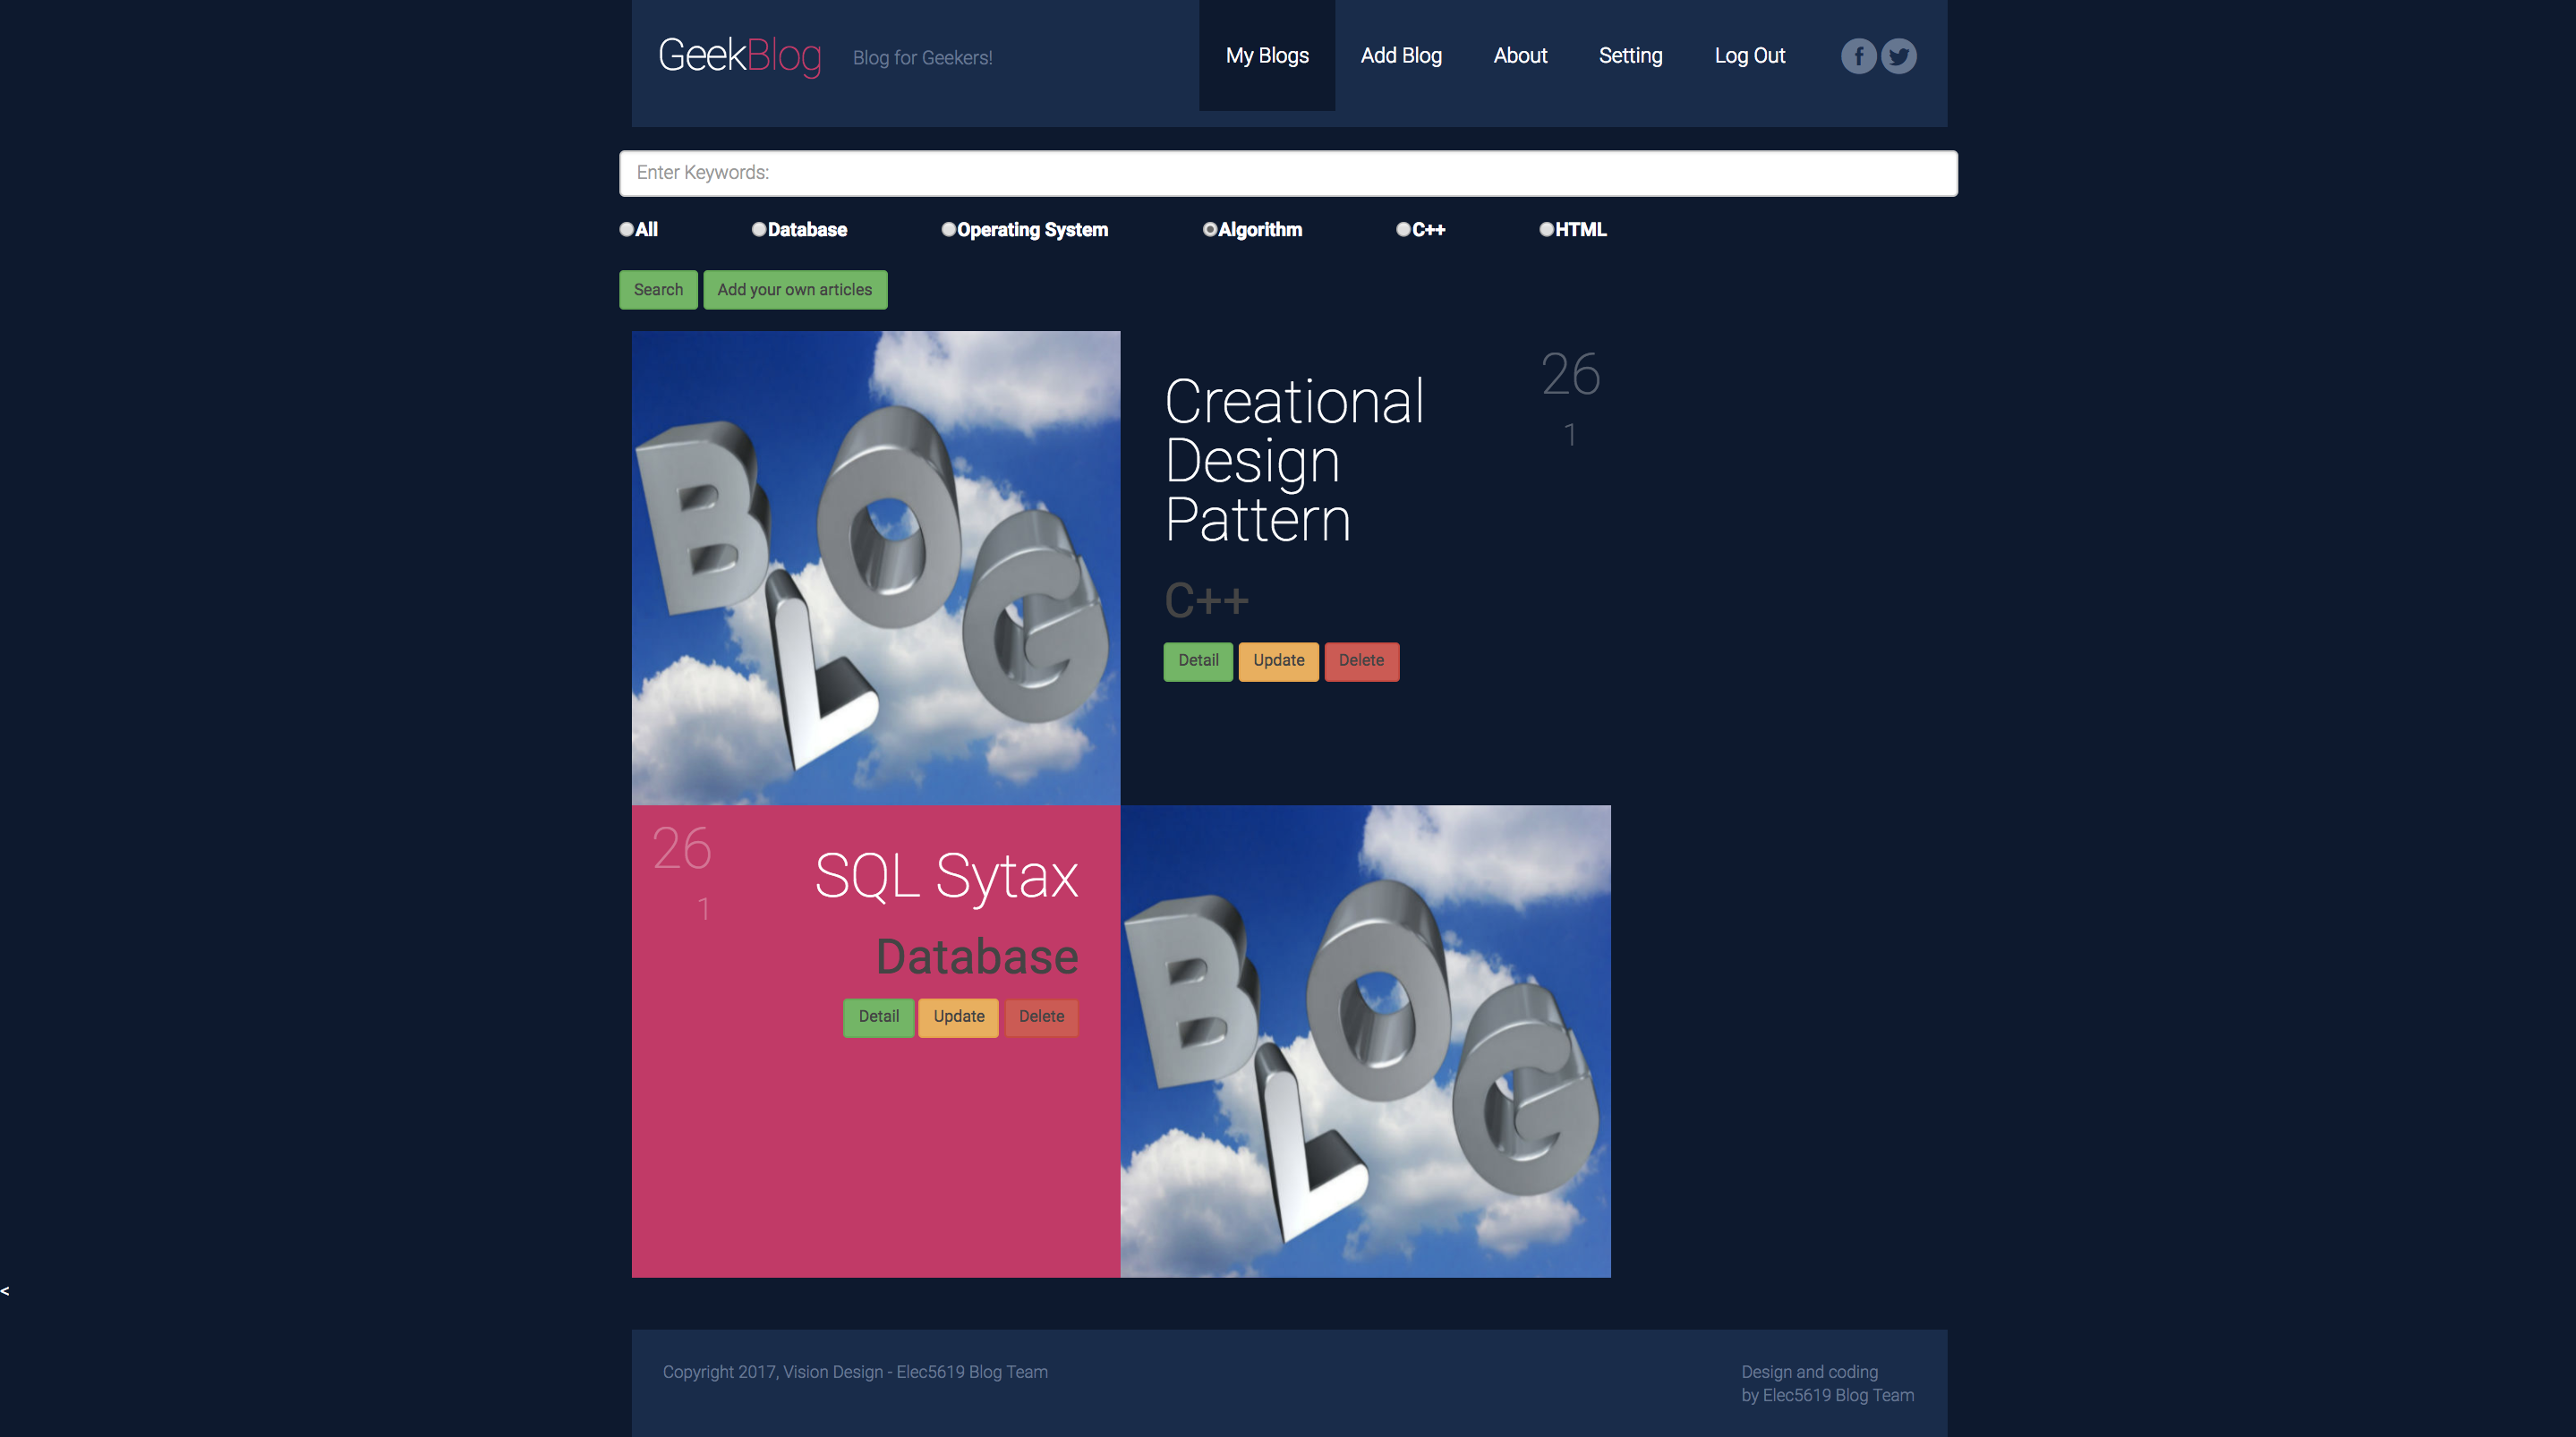 GeekBlog Blog for Geekers! My Blogs Add Blog About Setting Log Out f
Enter Keywords:
All Database Operating System Algorithm C++ HTML
Search Add your own articles
BLOG
Creational
Design
Pattern
26
1
C++
Detail Update Delete
26
1
SQL Sytax
Database
Detail Update Delete
BLOG
<
Copyright 2017, Vision Design - Elec5619 Blog Team
Design and coding
by Elec5619 Blog Team